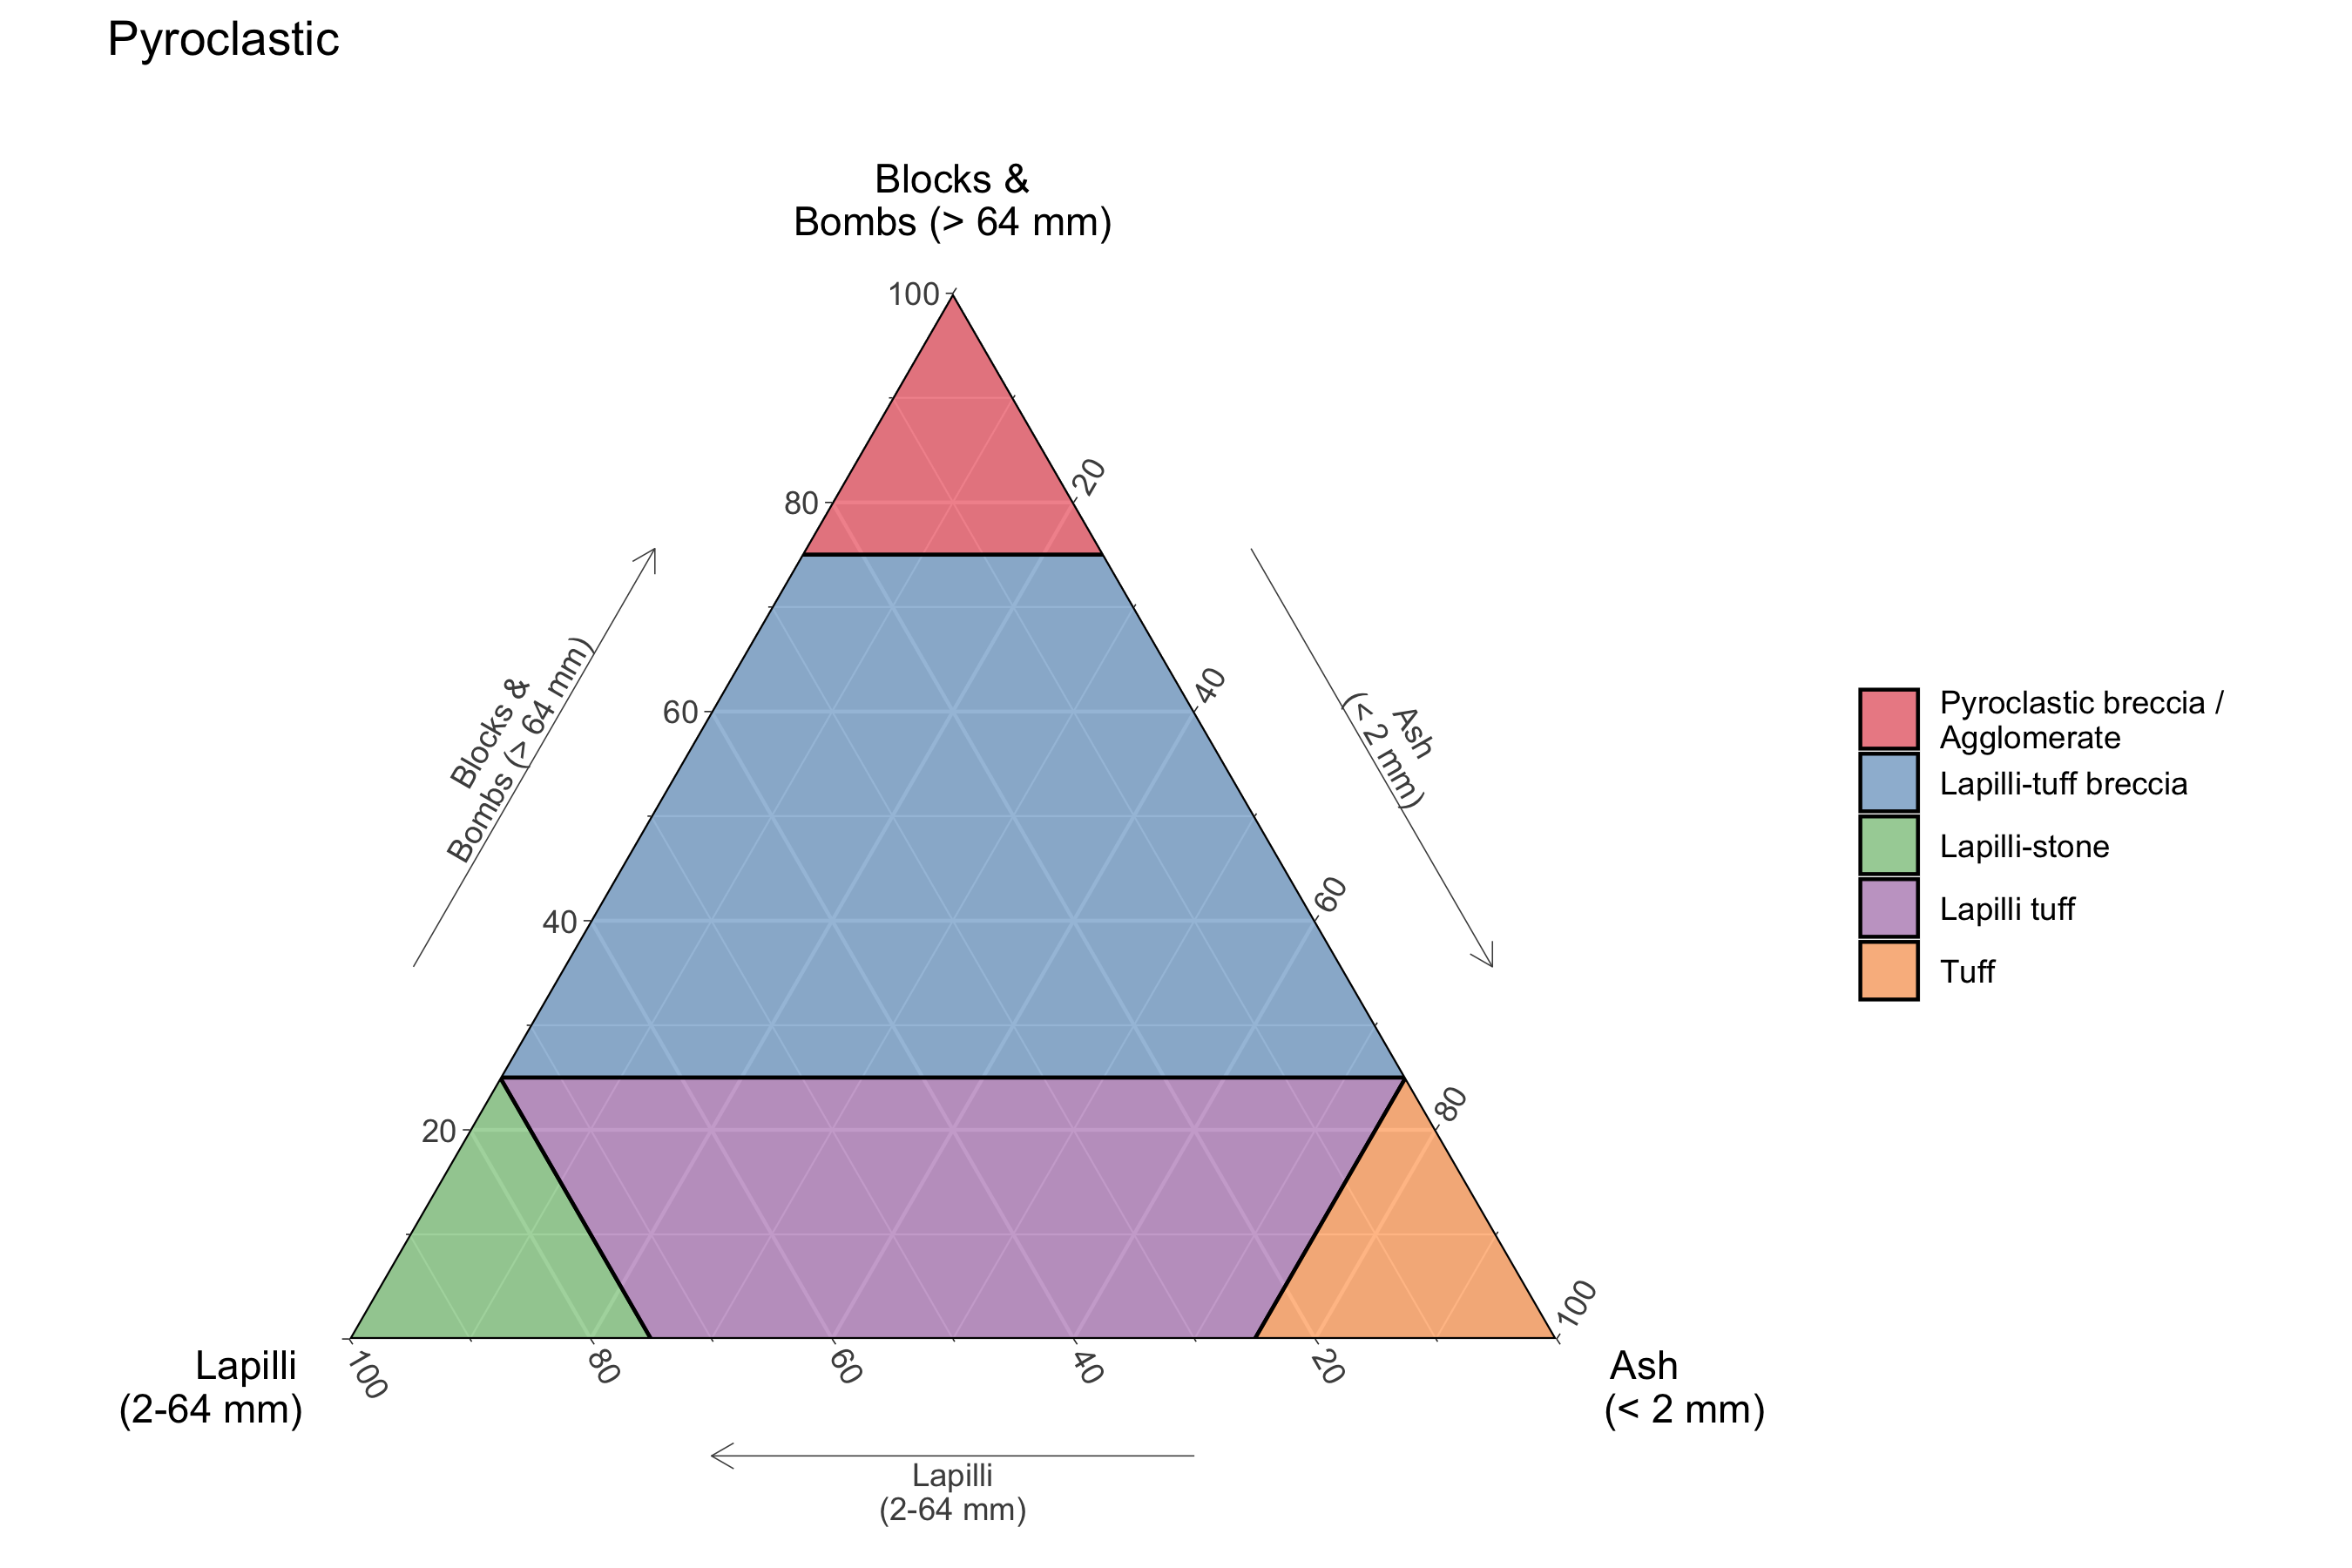 Pyroclastic
Blocks &
Bombs (> 64 mm)
100
80
60
40
20
20
40
60
80
100
Blocks &
Bombs (> 64 mm)
Ash
(< 2 mm)
Pyroclastic breccia /
Agglomerate
Lapilli-tuff breccia
Lapilli-stone
Lapilli tuff
Tuff
Lapilli
(2-64 mm)
100
80
60
40
20
Ash
(< 2 mm)
Lapilli
(2-64 mm)